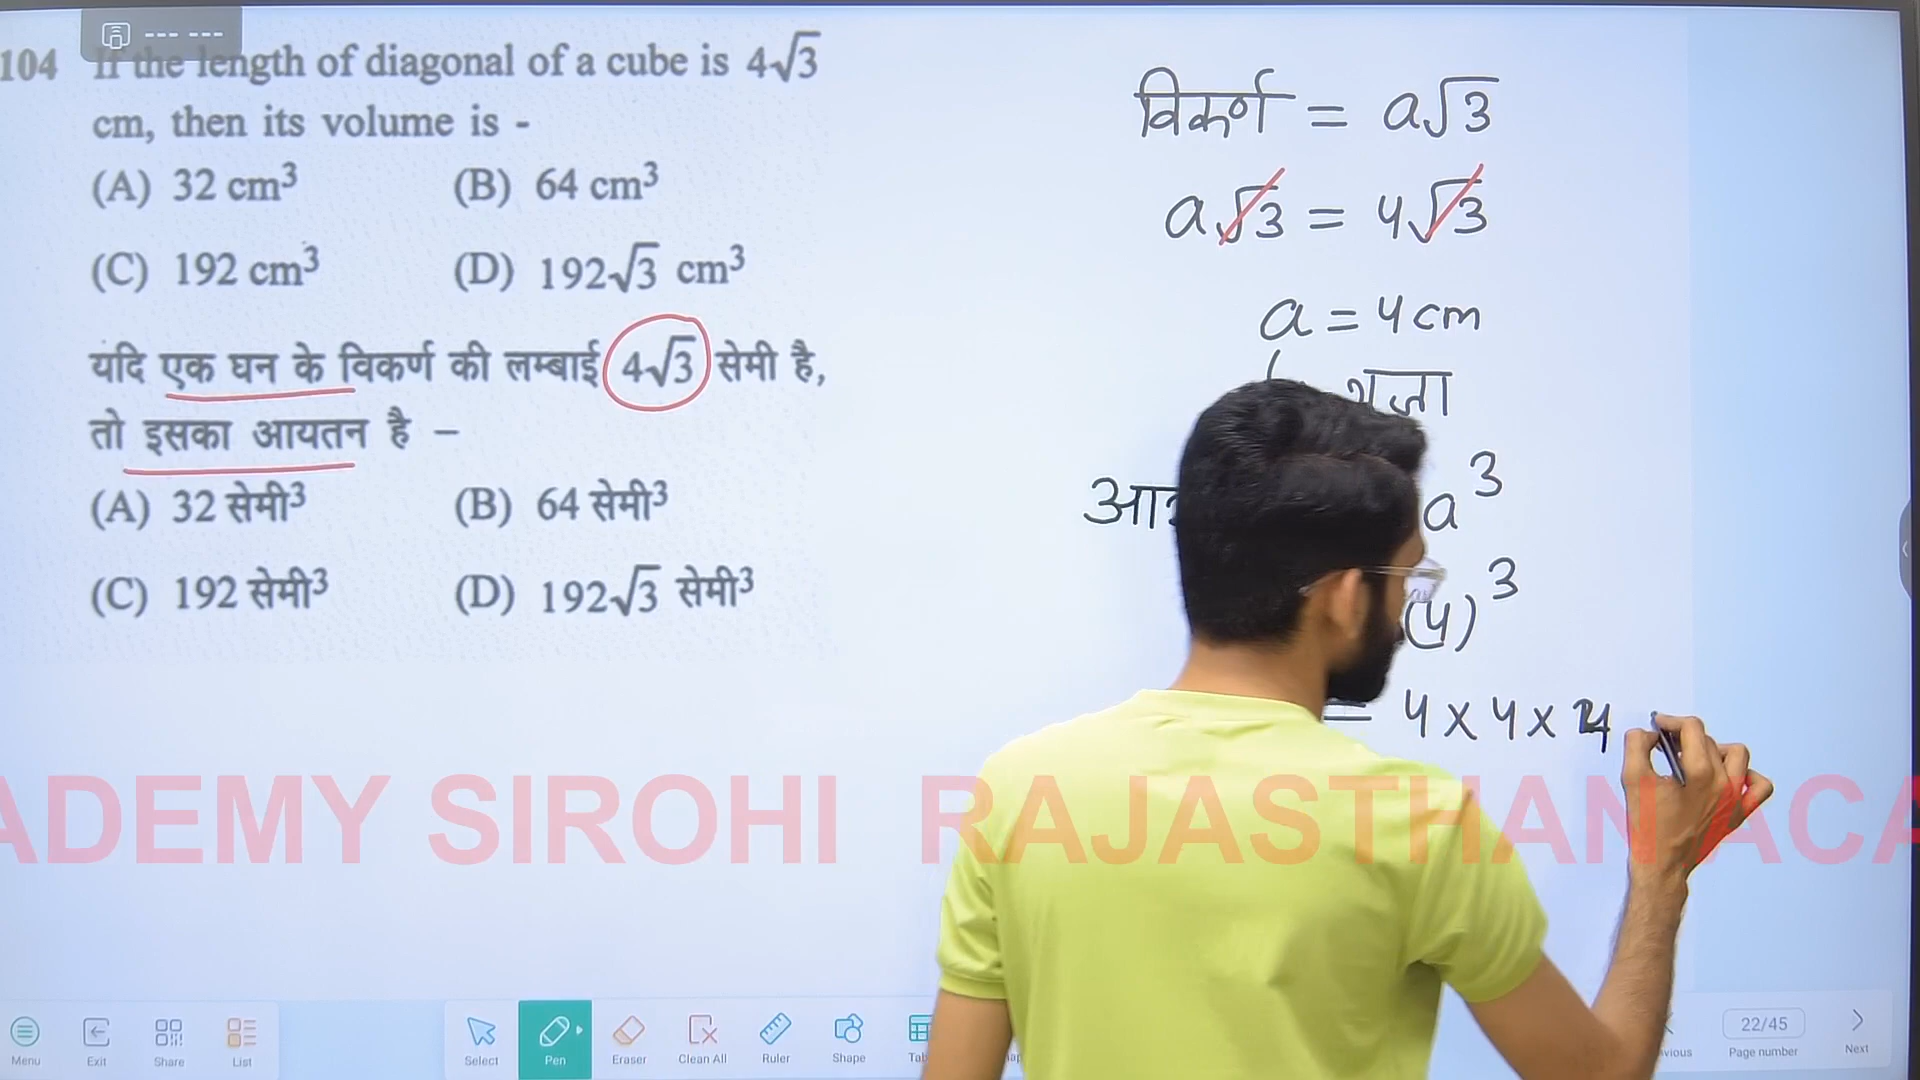 104 If the length of diagonal of a cube is 4√3
cm, then its volume is -
(A) 32 cm³ (B) 64 cm³
(C) 192 cm³ (D) 192√3 cm³
यदि एक घन के विकर्ण की लम्बाई 4√3 सेमी है,
तो इसका आयतन है –
(A) 32 सेमी³ (B) 64 सेमी³
(C) 192 सेमी³ (D) 192√3 सेमी³
विकर्ण = a√3
a√3 = 4√3
a = 4cm
a³
(4)³
= 4 × 4 × 4
ADEMY SIROHI RAJASTHAN ACA
Menu Exit Share List Select Pen Eraser Clean All Ruler Shape
22/45
Page number Next